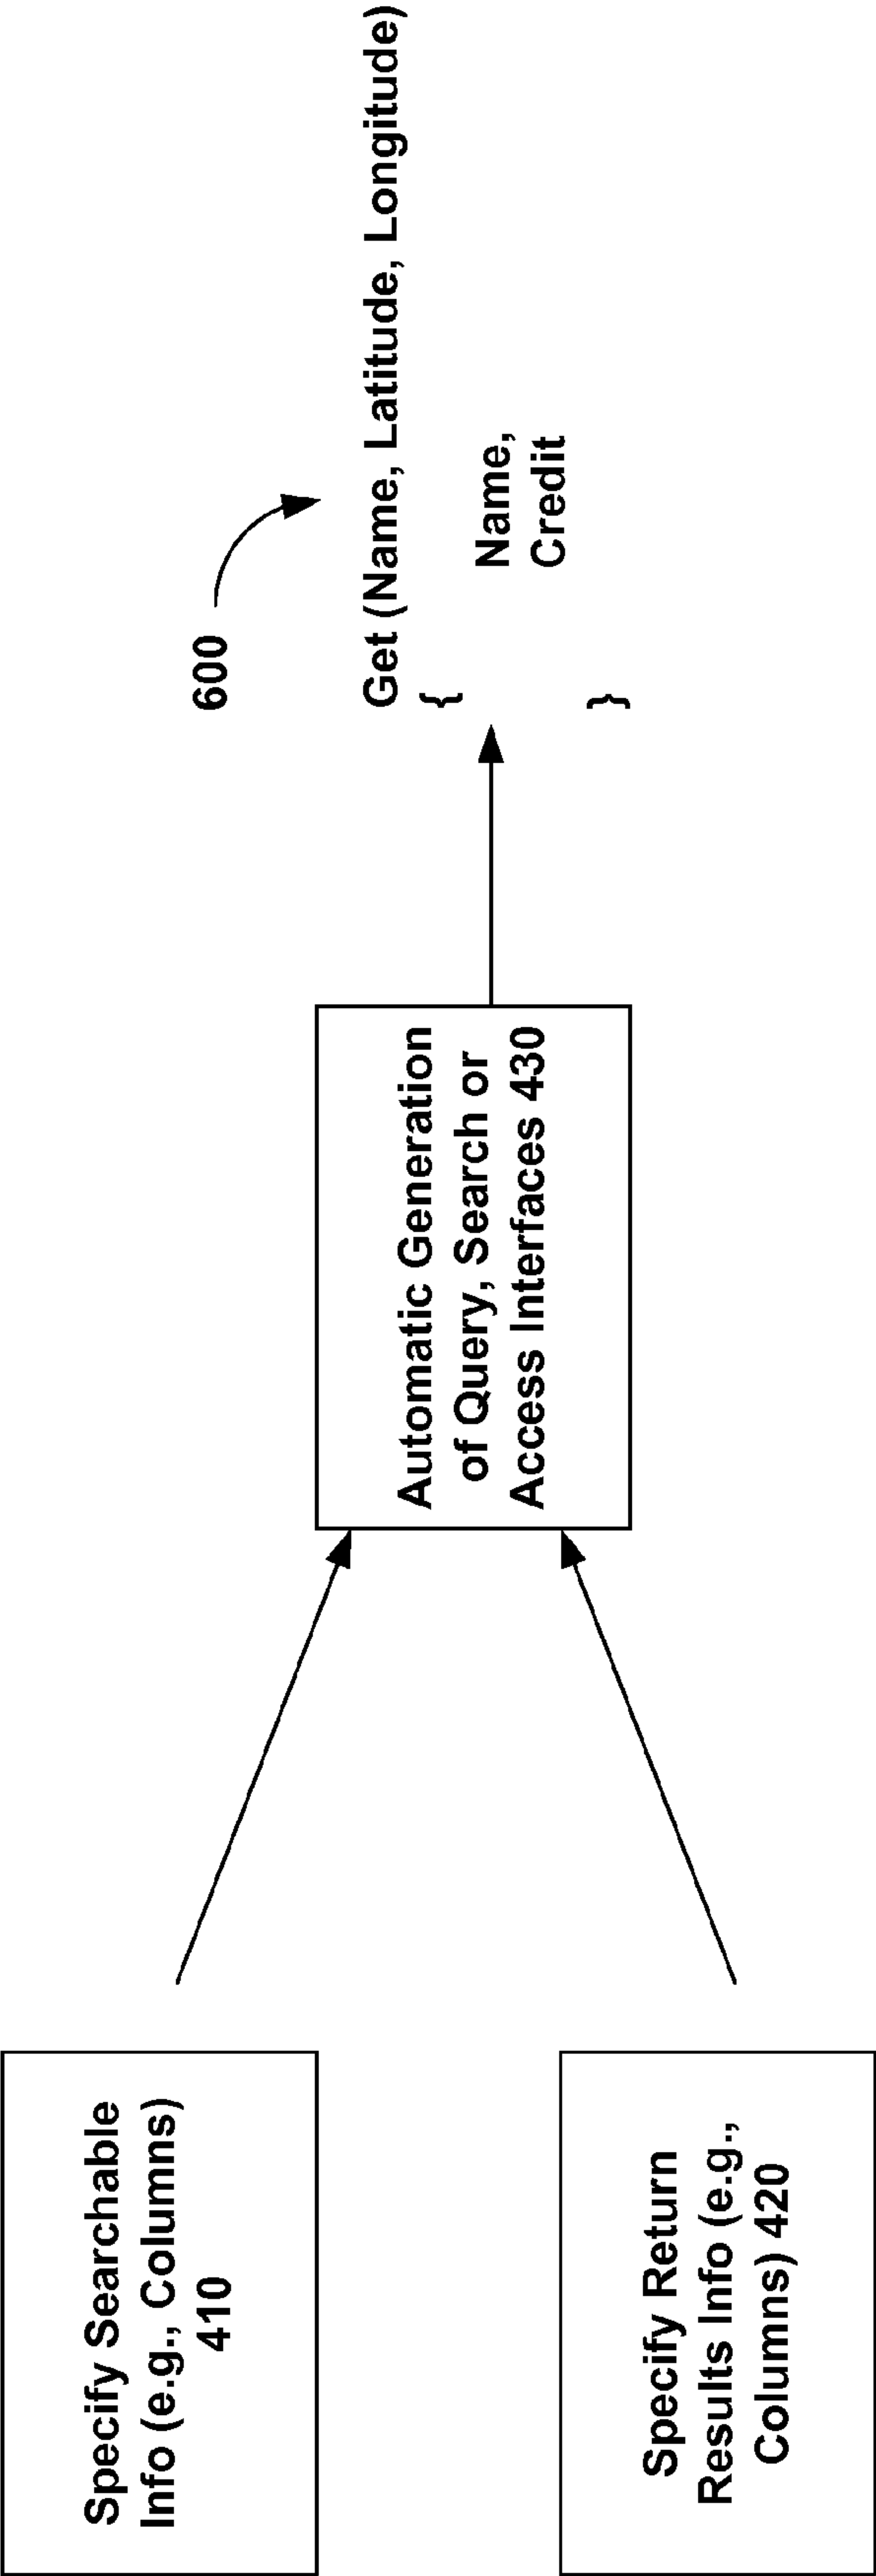 Specify Searchable
Info (e.g., Columns)
410
Specify Return
Results Info (e.g.,
Columns) 420
Automatic Generation
of Query, Search or
Access Interfaces 430
600
Get (Name, Latitude, Longitude)
{
Name,
Credit
}